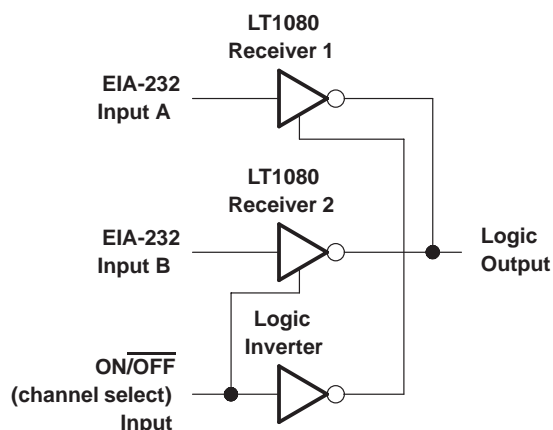 LT1080
Receiver 1
EIA-232
Input A
LT1080
Receiver 2
EIA-232
Input B
Logic
Output
Logic
Inverter
ON/OFF
(channel select)
Input